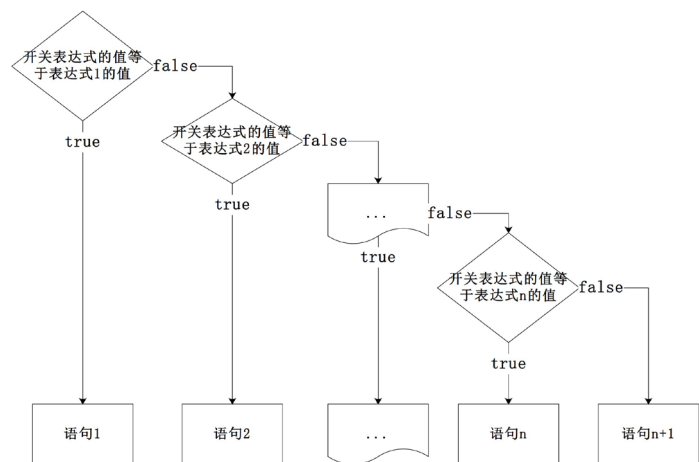 开关表达式的值等
于表达式1的值
false
true
开关表达式的值等
于表达式2的值
false
true
...
false
true
开关表达式的值等
于表达式n的值
false
true
语句1
语句2
...
语句n
语句n+1